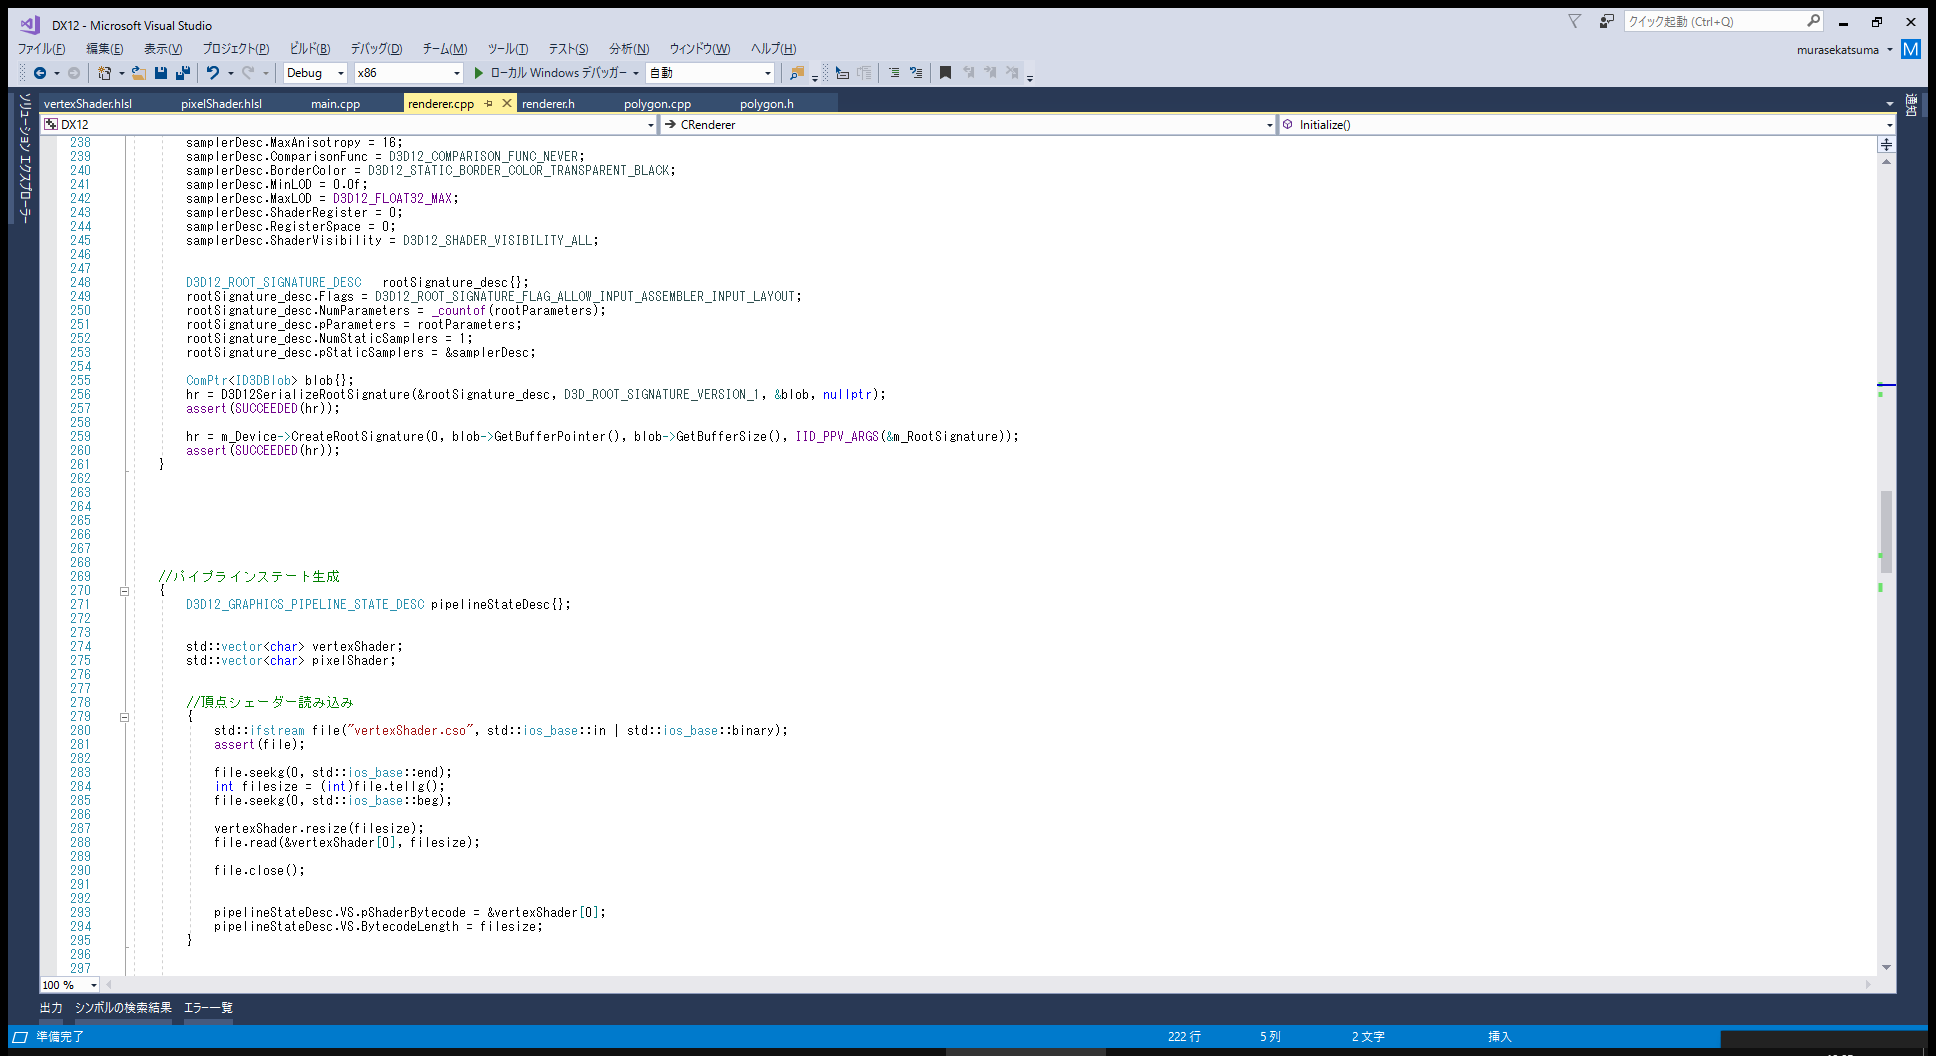 DX12 - Microsoft Visual Studio
クイック起動 (Ctrl+Q)
ファイル(F) 編集(E) 表示(V) プロジェクト(P) ビルド(B) デバッグ(D) チーム(M) ツール(T) テスト(S) 分析(N) ウィンドウ(W) ヘルプ(H)
murasekatsuma M
Debug x86 ローカル Windows デバッガー 自動
ソリューション エクスプローラー
通知
vertexShader.hlsl pixelShader.hlsl main.cpp renderer.cpp renderer.h polygon.cpp polygon.h
DX12 CRenderer Initialize()
238 samplerDesc.MaxAnisotropy = 16;
239 samplerDesc.ComparisonFunc = D3D12_COMPARISON_FUNC_NEVER;
240 samplerDesc.BorderColor = D3D12_STATIC_BORDER_COLOR_TRANSPARENT_BLACK;
241 samplerDesc.MinLOD = 0.0f;
242 samplerDesc.MaxLOD = D3D12_FLOAT32_MAX;
243 samplerDesc.ShaderRegister = 0;
244 samplerDesc.RegisterSpace = 0;
245 samplerDesc.ShaderVisibility = D3D12_SHADER_VISIBILITY_ALL;
246
247
248 D3D12_ROOT_SIGNATURE_DESC rootSignature_desc{};
249 rootSignature_desc.Flags = D3D12_ROOT_SIGNATURE_FLAG_ALLOW_INPUT_ASSEMBLER_INPUT_LAYOUT;
250 rootSignature_desc.NumParameters = _countof(rootParameters);
251 rootSignature_desc.pParameters = rootParameters;
252 rootSignature_desc.NumStaticSamplers = 1;
253 rootSignature_desc.pStaticSamplers = &samplerDesc;
254
255 ComPtr<ID3DBlob> blob{};
256 hr = D3D12SerializeRootSignature(&rootSignature_desc, D3D_ROOT_SIGNATURE_VERSION_1, &blob, nullptr);
257 assert(SUCCEEDED(hr));
258
259 hr = m_Device->CreateRootSignature(0, blob->GetBufferPointer(), blob->GetBufferSize(), IID_PPV_ARGS(&m_RootSignature));
260 assert(SUCCEEDED(hr));
261 }
262
263
264
265
266
267
268
269 //パイプラインステート生成
270 {
271 D3D12_GRAPHICS_PIPELINE_STATE_DESC pipelineStateDesc{};
272
273
274 std::vector<char> vertexShader;
275 std::vector<char> pixelShader;
276
277
278 //頂点シェーダー読み込み
279 {
280 std::ifstream file("vertexShader.cso", std::ios_base::in | std::ios_base::binary);
281 assert(file);
282
283 file.seekg(0, std::ios_base::end);
284 int filesize = (int)file.tellg();
285 file.seekg(0, std::ios_base::beg);
286
287 vertexShader.resize(filesize);
288 file.read(&vertexShader[0], filesize);
289
290 file.close();
291
292
293 pipelineStateDesc.VS.pShaderBytecode = &vertexShader[0];
294 pipelineStateDesc.VS.BytecodeLength = filesize;
295 }
296
297
100 %
出力 シンボルの検索結果 エラー一覧
準備完了 222 行 5 列 2 文字 挿入